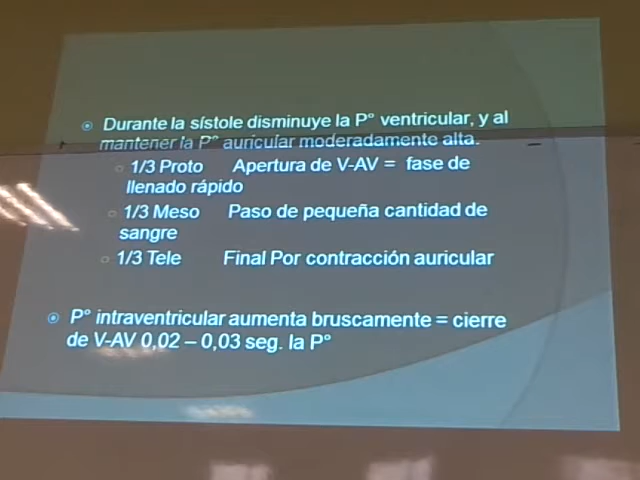 Durante la sístole disminuye la P° ventricular, y al
mantener la P° auricular moderadamente alta.
1/3 Proto Apertura de V-AV = fase de
llenado rápido
1/3 Meso Paso de pequeña cantidad de
sangre
1/3 Tele Final Por contracción auricular
P° intraventricular aumenta bruscamente = cierre
de V-AV 0,02 – 0,03 seg. la P°